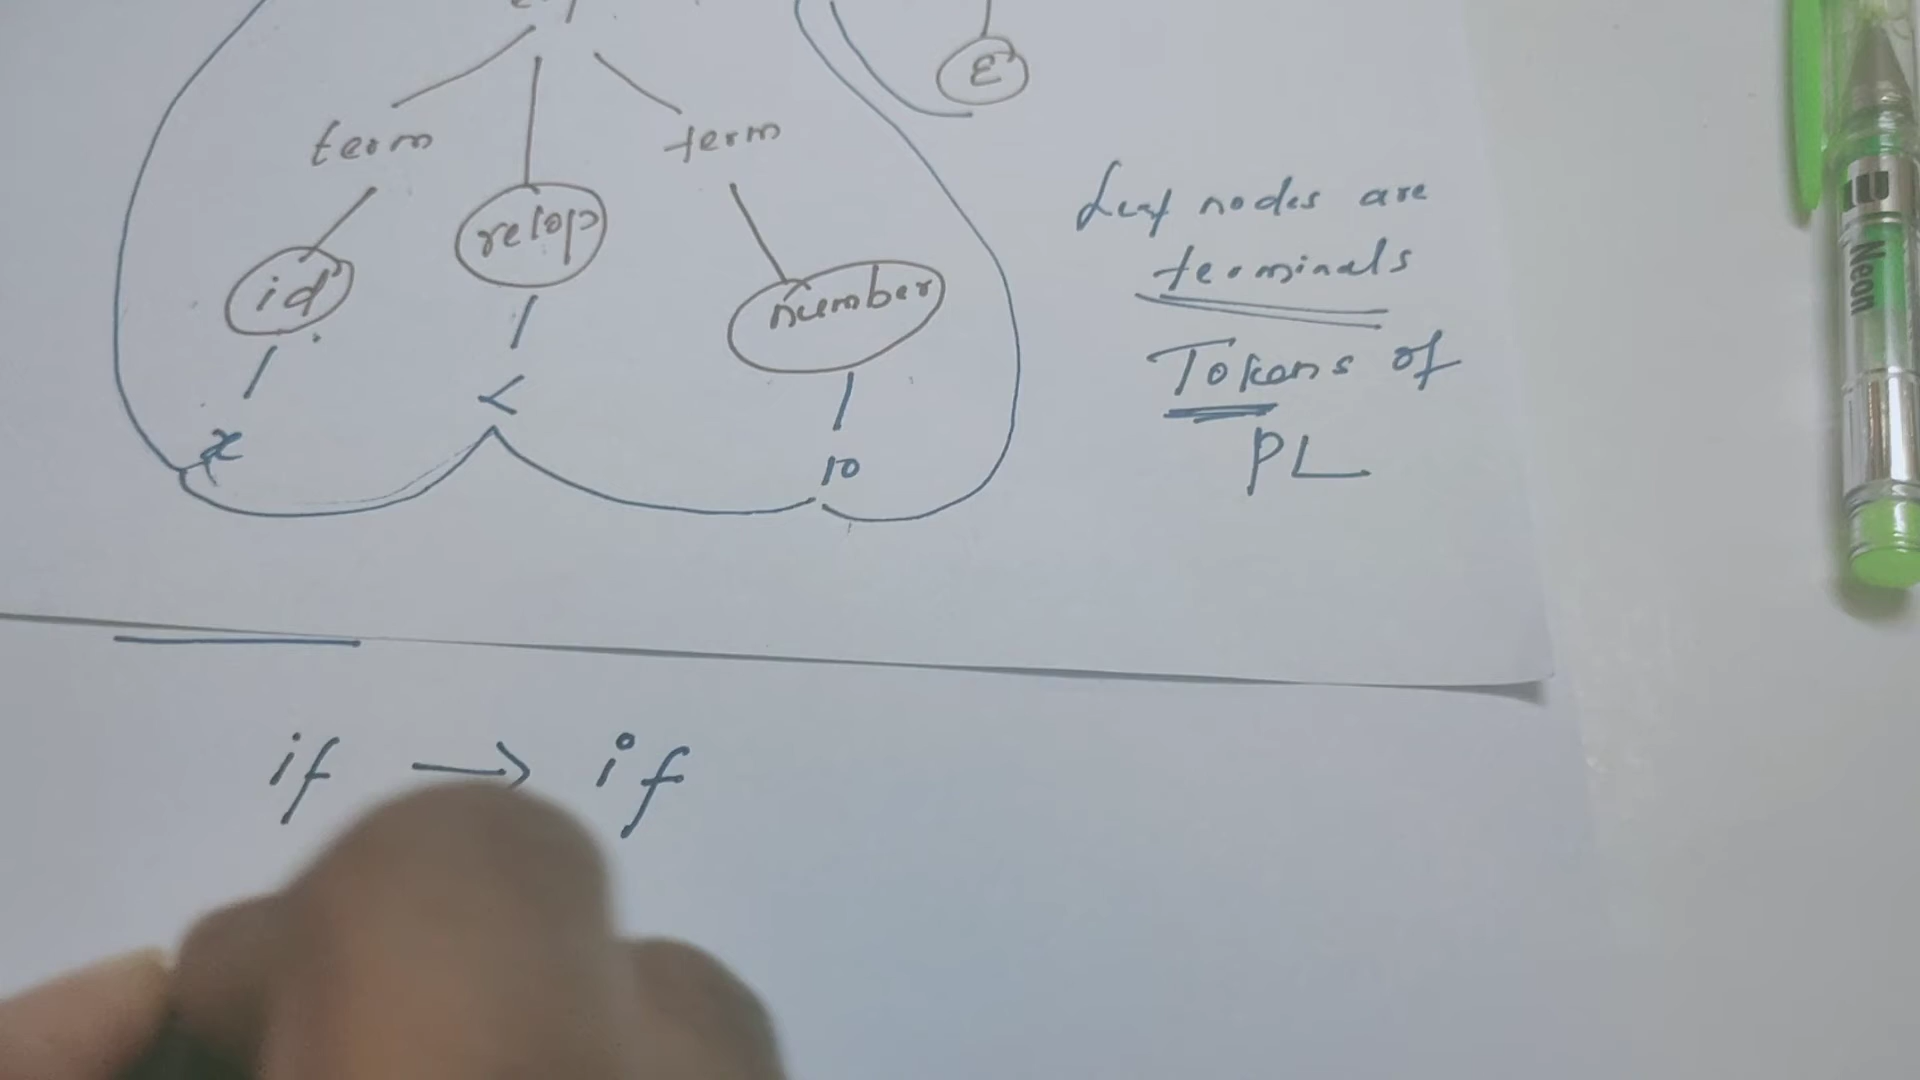 ε
term
term
relop
id
number
<
x
10
Leaf nodes are
terminals
Tokens of
PL
if → if
Neon